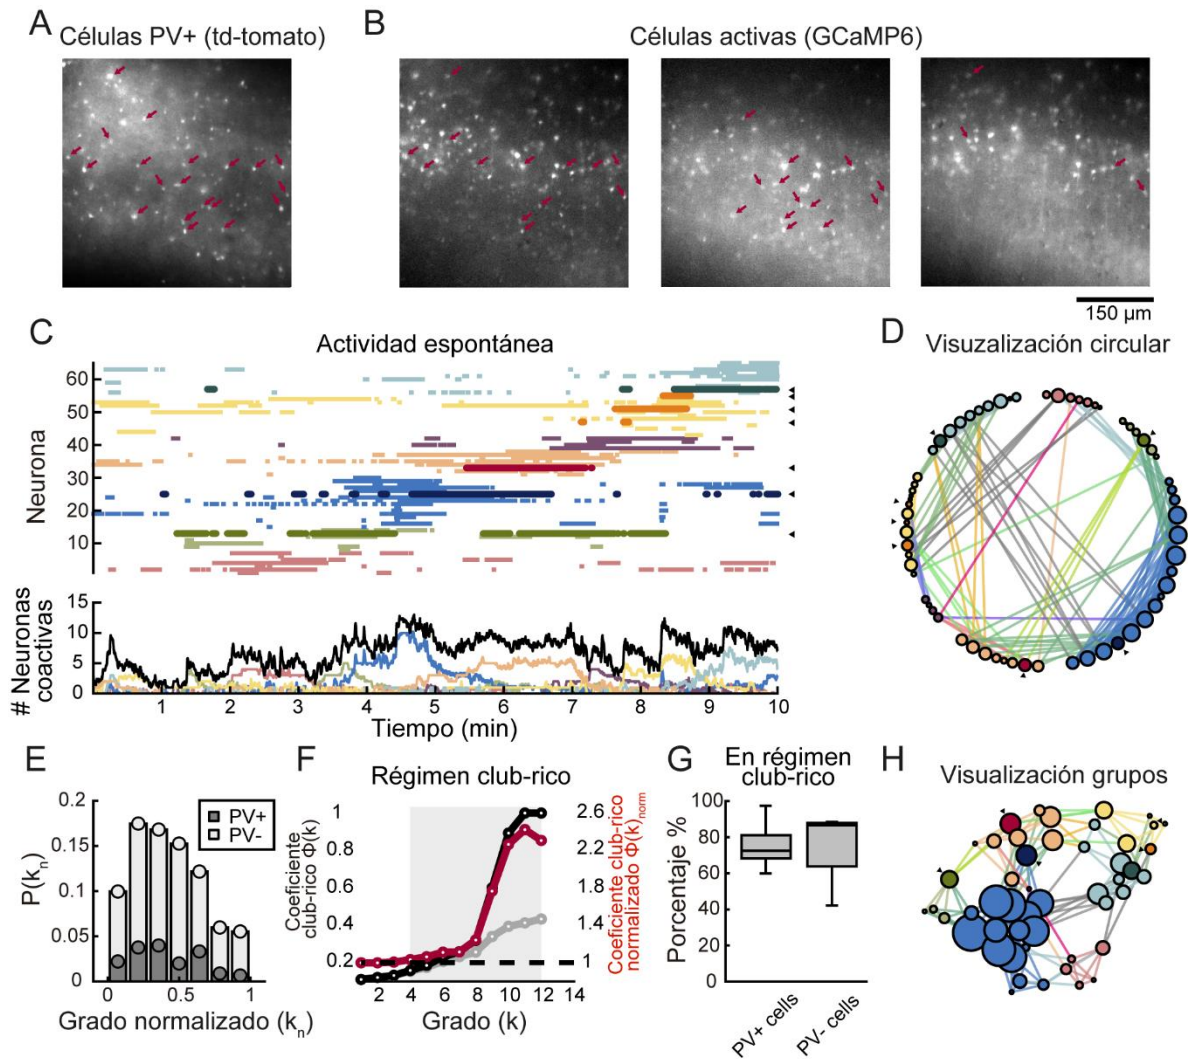 A
Células PV+ (td-tomato)
B
Células activas (GCaMP6)
150 µm
C
Actividad espontánea
Neurona
60
50
40
30
20
10
# Neuronas
coactivas
15
10
5
0
0 1 2 3 4 5 6 7 8 9 10
Tiempo (min)
D
Visuzalización circular
E
P(kn)
0.2
0.15
0.1
0.05
0
PV+
PV-
0 0.5 1
Grado normalizado (kn)
F
Régimen club-rico
Coeficiente
club-rico Φ(k)
1
0.8
0.6
0.4
0.2
2.6
2.2
1.8
1.4
1
Coeficiente club-rico
normalizado Φ(k)norm
2 4 6 8 10 12 14
Grado (k)
G
En régimen
club-rico
Porcentaje %
100
80
60
40
20
0
PV+ cells
PV- cells
H
Visualización grupos